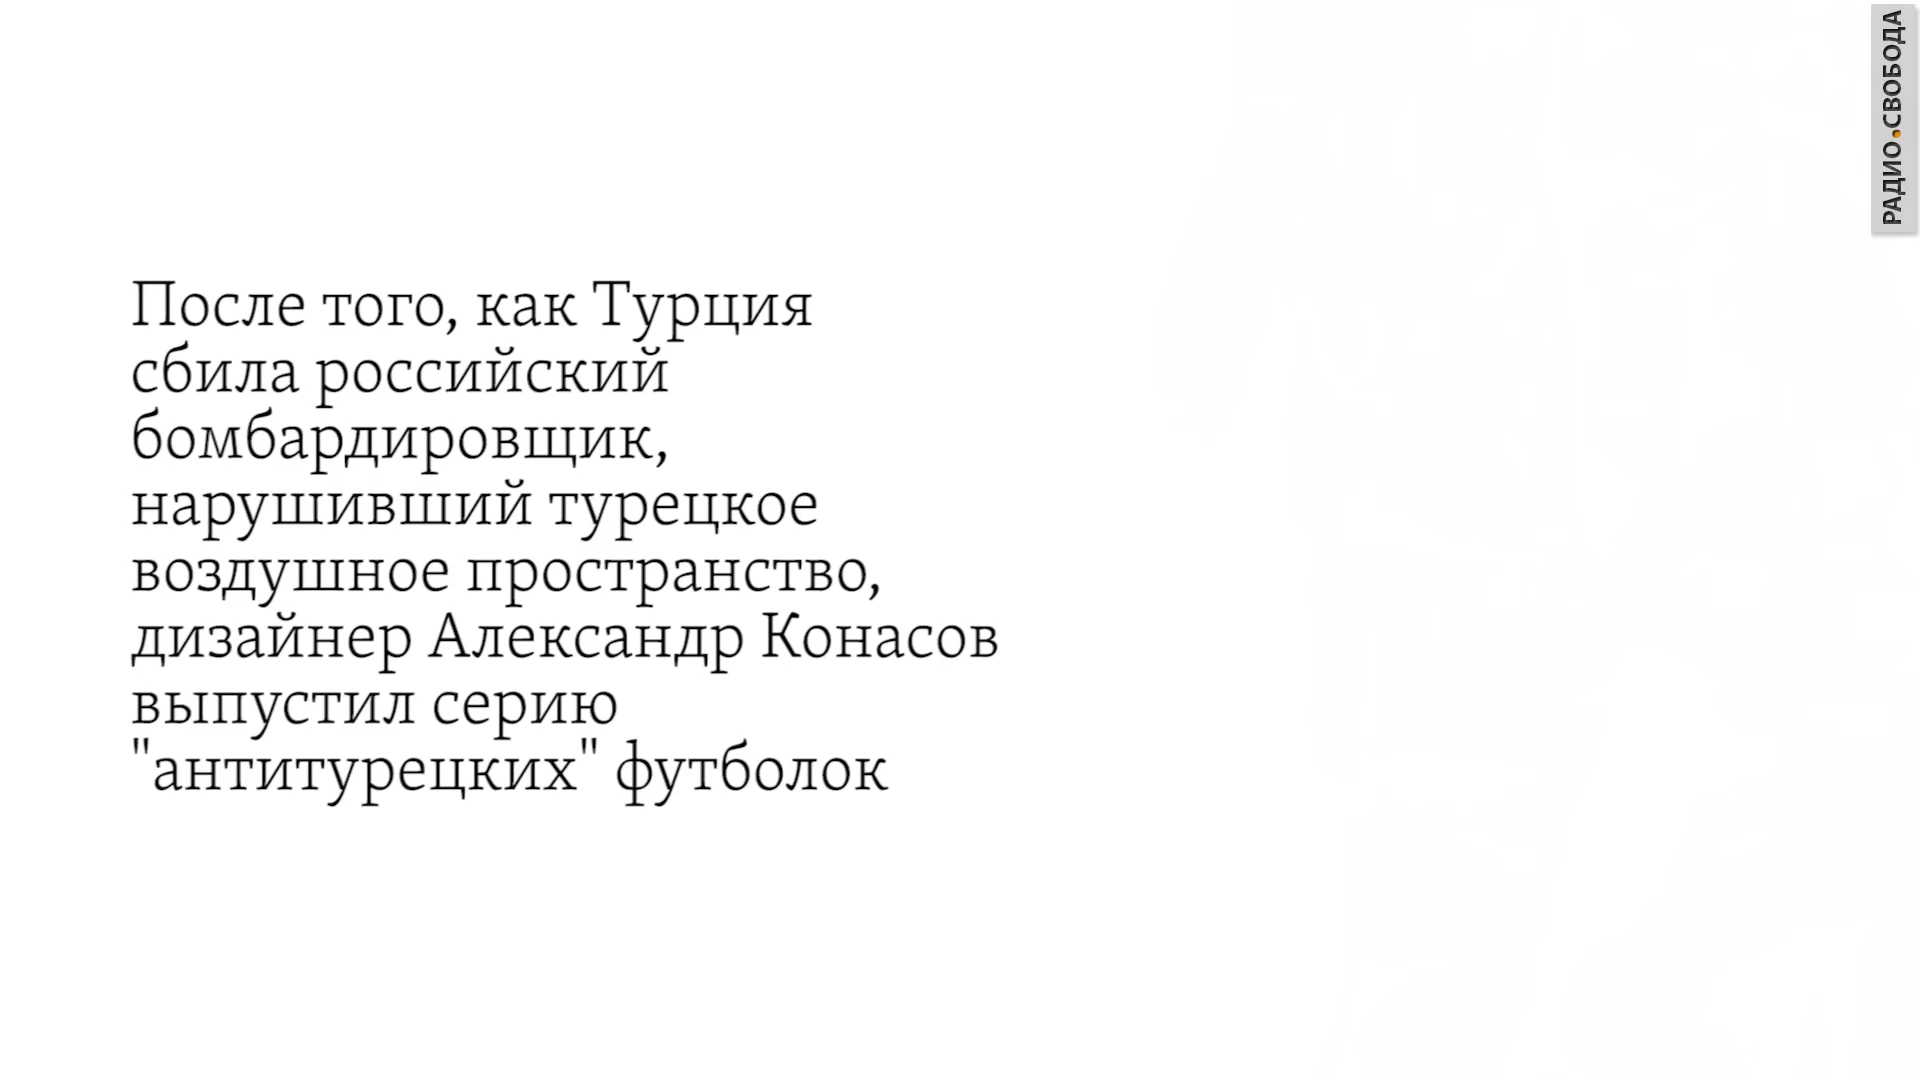 После того, как Турция
сбила российский
бомбардировщик,
нарушивший турецкое
воздушное пространство,
дизайнер Александр Конасов
выпустил серию
"антитурецких" футболок
РАДИО СВОБОДА